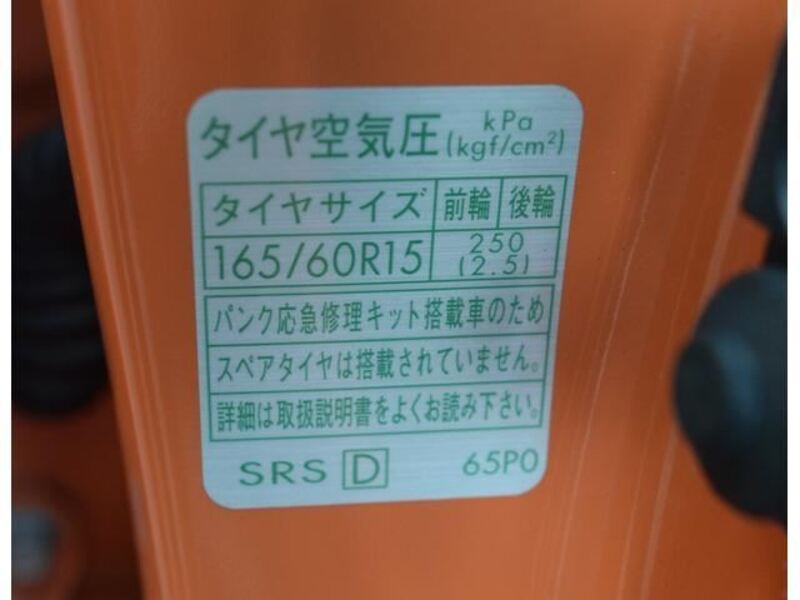 タイヤ空気圧 kPa
(kgf/cm²)
タイヤサイズ 前輪 後輪
165/60R15 250
(2.5)
パンク応急修理キット搭載車のため
スペアタイヤは搭載されていません。
詳細は取扱説明書をよくお読み下さい。
SRS D 65P0